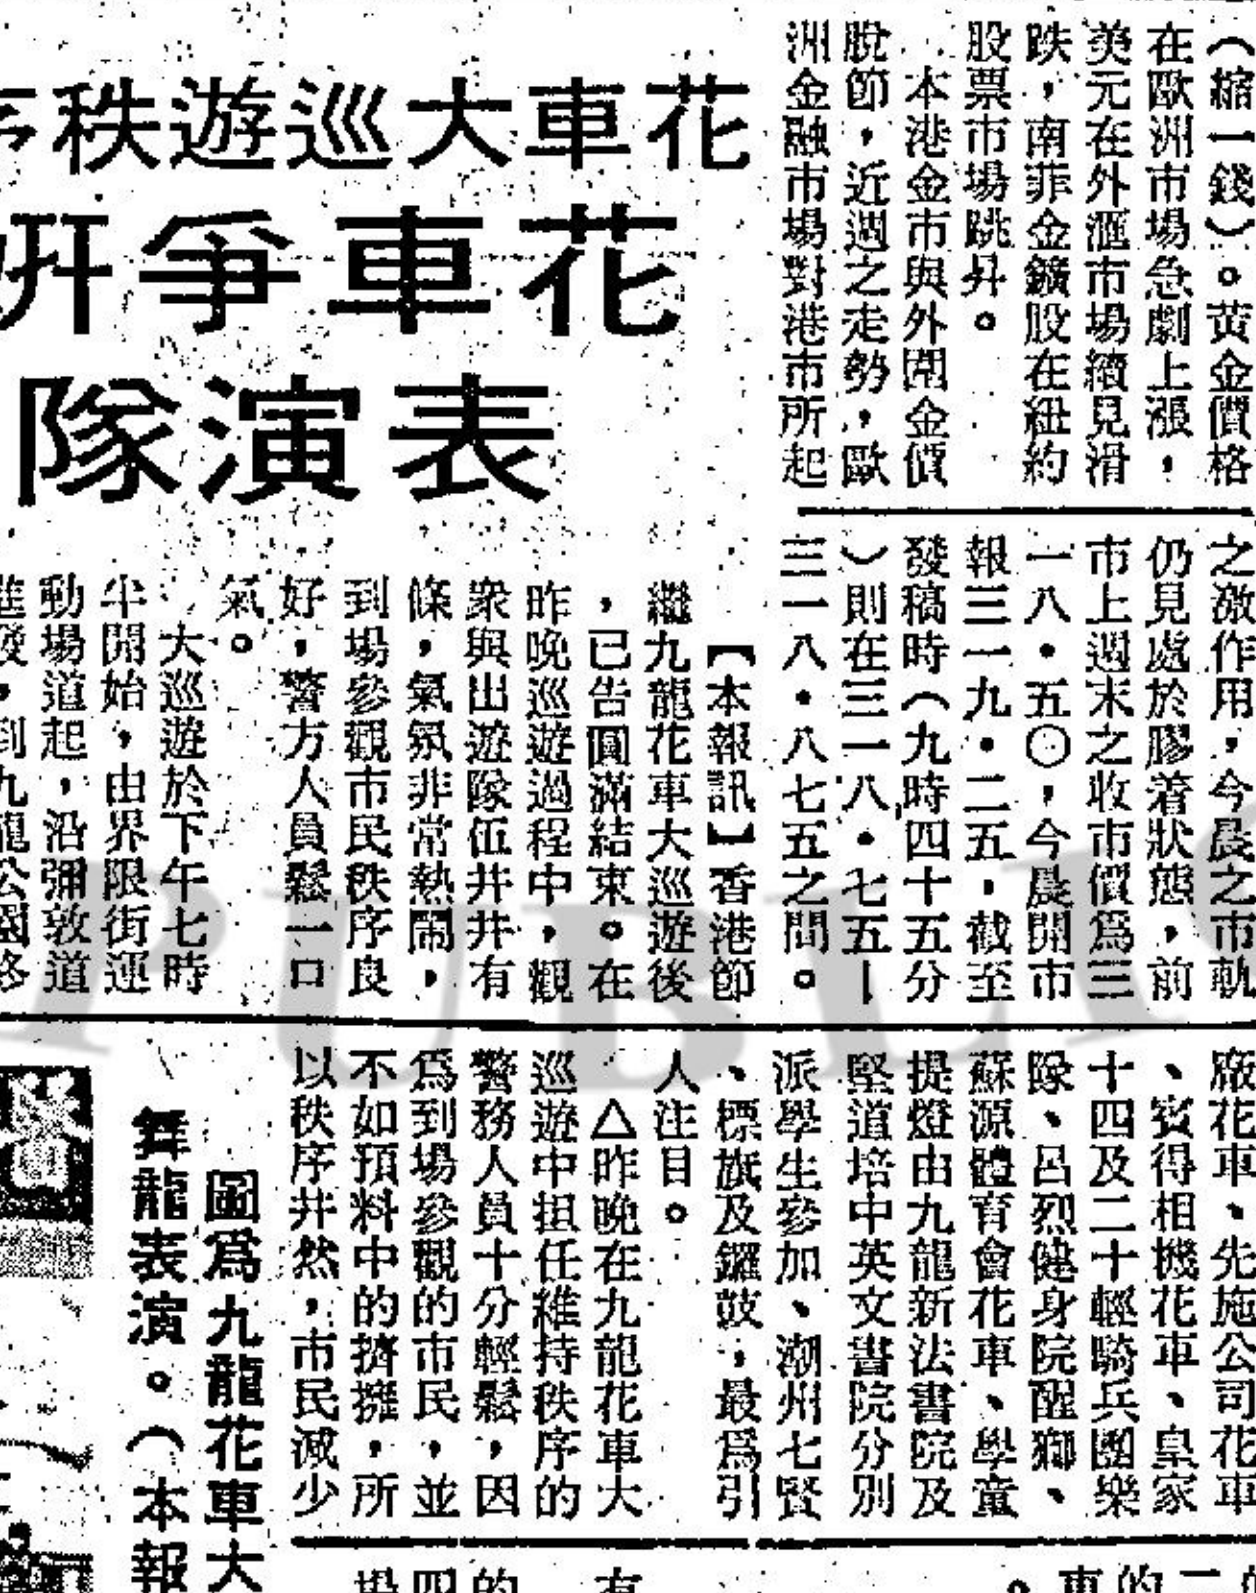 （縮一錢）。黃金價格
在歐洲市場急劇上漲，
美元在外滙市場續見滑
跌，南菲金鑛股在紐約
股票市場跳升。
本港金市與外圍金價
脫節，近週之走勢，歐
洲金融市場對港市所起
之激作用，今晨之市軌
仍見處於膠着狀態，前
市上週末之收市價爲三
一八・五〇，今晨開市
報三一九・二五，截至
發稿時（九時四十五分
）則在三一八・七五—
三一八・八七五之間。
花車大巡遊秩序
花車爭妍
表演隊
【本報訊】香港節
繼九龍花車大巡遊後
，已告圓滿結束。在
昨晚巡遊過程中，觀
衆與出遊隊伍井井有
條，氣氛非常熱鬧，
到場參觀市民秩序良
好，警方人員鬆一口
氣。
大巡遊於下午七時
半開始，由界限街運
動場道起，沿彌敦道
進發，到九龍公園終
廠花車、先施公司花車
、賓得相機花車、皇家
十四及二十輕騎兵團樂
隊、呂烈健身院醒獅、
蘇源體育會花車、學童
提燈由九龍新法書院及
堅道培中英文書院分別
派學生參加、潮州七賢
、標旗及鑼鼓，最爲引
人注目。
△昨晚在九龍花車大
巡遊中担任維持秩序的
警務人員十分輕鬆，因
爲到場參觀的市民，並
不如預料中的擠擁，所
以秩序井然，市民減少
圖爲九龍花車大
舞龍表演。（本報
二的
車。
有
的
四
場
PUBLI